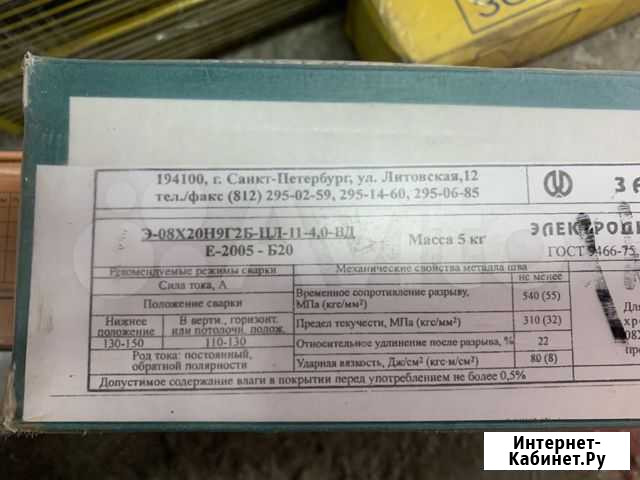 194100, г. Санкт-Петербург, ул. Литовская,12
тел./факс (812) 295-02-59, 295-14-60, 295-06-85
Э-08Х20Н9Г2Б-ЦЛ-11-4,0-ВД
Е-2005 - Б20
Масса 5 кг
ГОСТ 9466-75
Рекомендуемые режимы сварки
Сила тока, А
Положение сварки
Нижнее положение
В верти., горизонт. или потолочн. полож.
130-150
110-130
Род тока: постоянный,
обратной полярности
Механические свойства металла шва
не менее
Временное сопротивление разрыву, МПа (кгс/мм²)
540 (55)
Предел текучести, МПа (кгс/мм²)
310 (32)
Относительное удлинение после разрыва, %
22
Ударная вязкость, Дж/см² (кгс·м/см²)
80 (8)
Допустимое содержание влаги в покрытии перед употреблением не более 0,5%
Интернет-
Кабинет.Ру